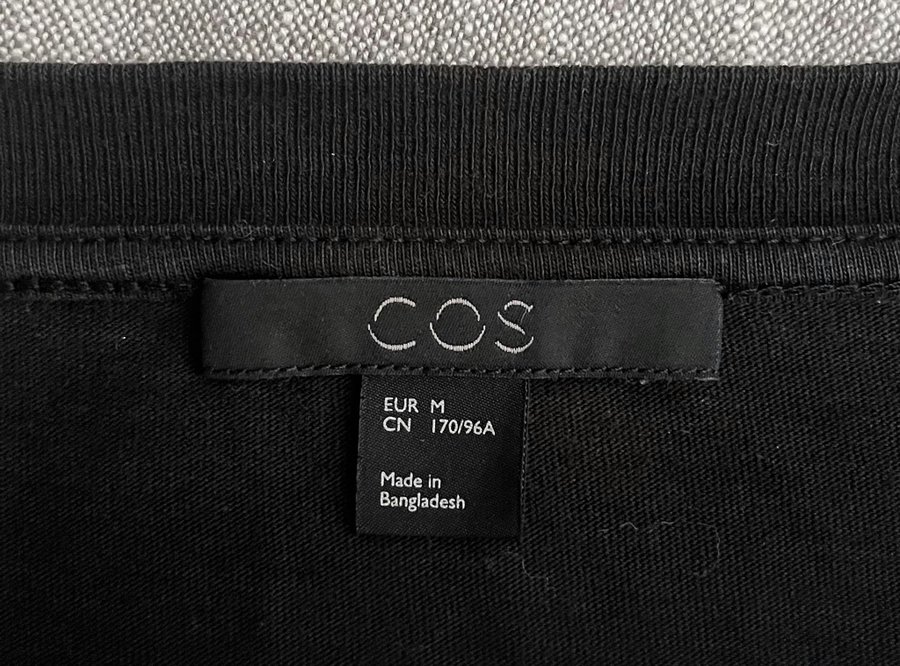 COS
EUR M
CN 170/96A
Made in
Bangladesh